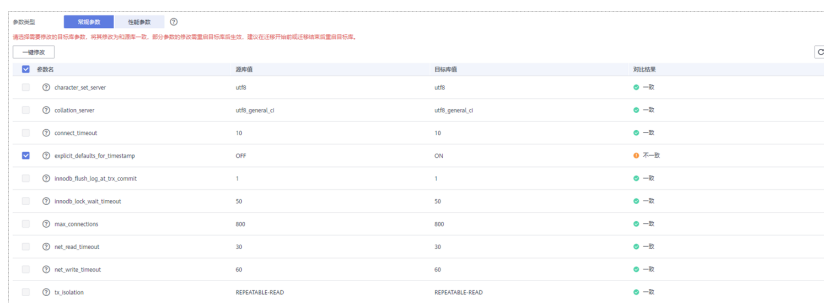 参数类型 常规参数 性能参数
请选择需要修改的目标库参数，将其修改为和源库一致，部分参数的修改需重启目标库后生效，建议在迁移开始前或迁移结束后重启目标库。
一键修改
参数名 源库值 目标库值 对比结果
character_set_server utf8 utf8 一致
collation_server utf8_general_ci utf8_general_ci 一致
connect_timeout 10 10 一致
explicit_defaults_for_timestamp OFF ON 不一致
innodb_flush_log_at_trx_commit 1 1 一致
innodb_lock_wait_timeout 50 50 一致
max_connections 800 800 一致
net_read_timeout 30 30 一致
net_write_timeout 60 60 一致
tx_isolation REPEATABLE-READ REPEATABLE-READ 一致